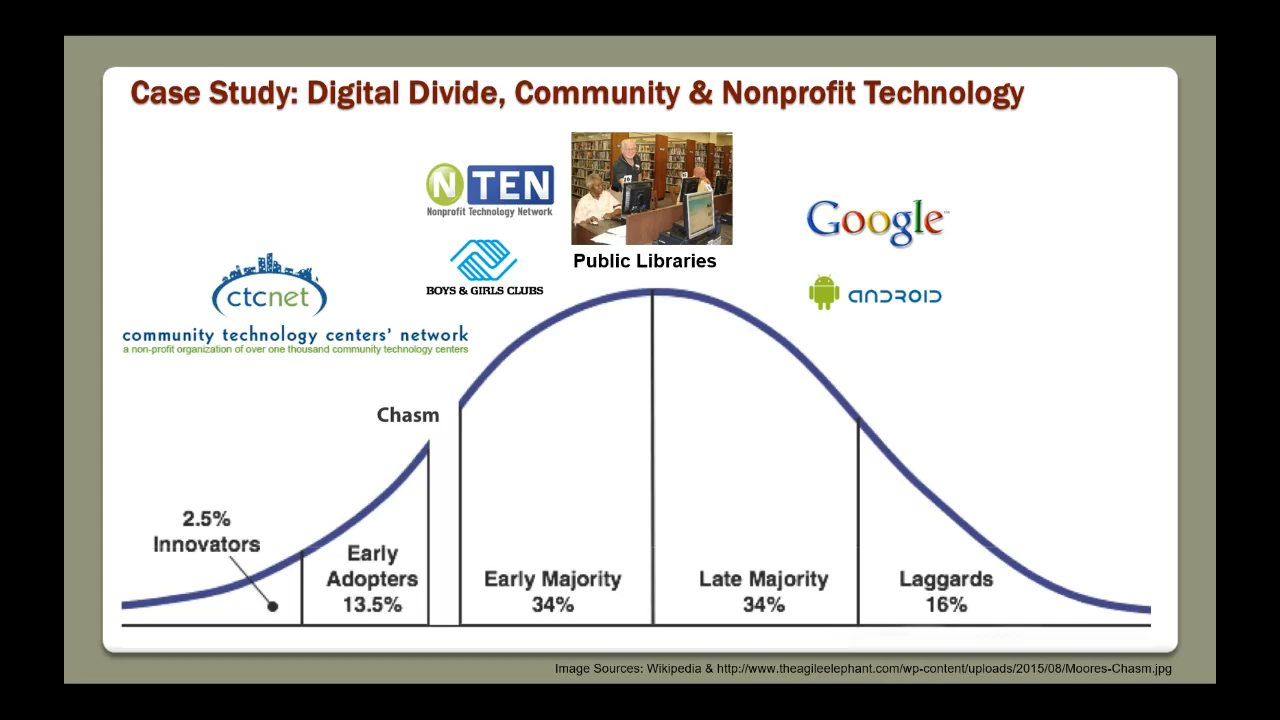 Case Study: Digital Divide, Community & Nonprofit Technology
NTEN
Nonprofit Technology Network
BOYS & GIRLS CLUBS
Public Libraries
Google™
ANDROID
ctcnet
community technology centers' network
a non-profit organization of over one thousand community technology centers
Chasm
2.5%
Innovators
Early
Adopters
13.5%
Early Majority
34%
Late Majority
34%
Laggards
16%
Image Sources: Wikipedia & http://www.theagileelephant.com/wp-content/uploads/2015/08/Moores-Chasm.jpg